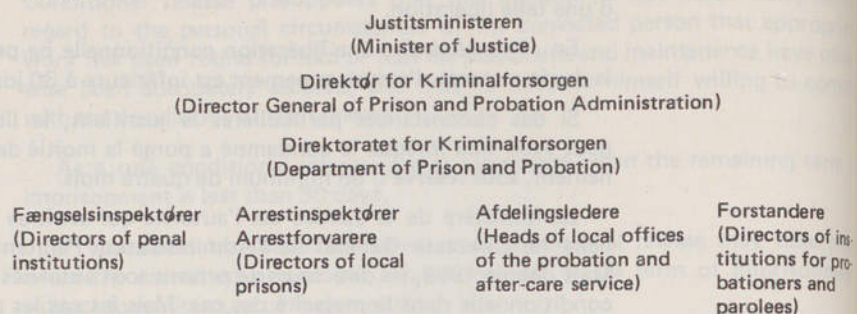 Justitsministeren
(Minister of Justice)
Direktør for Kriminalforsorgen
(Director General of Prison and Probation Administration)
Direktoratet for Kriminalforsorgen
(Department of Prison and Probation)
Fængselsinspektører
(Directors of penal
institutions)
Arrestinspektører
Arrestforvarere
(Directors of local
prisons)
Afdelingsledere
(Heads of local offices
of the probation and
after-care service)
Forstandere
(Directors of ins-
titutions for pro-
bationers and
parolees)